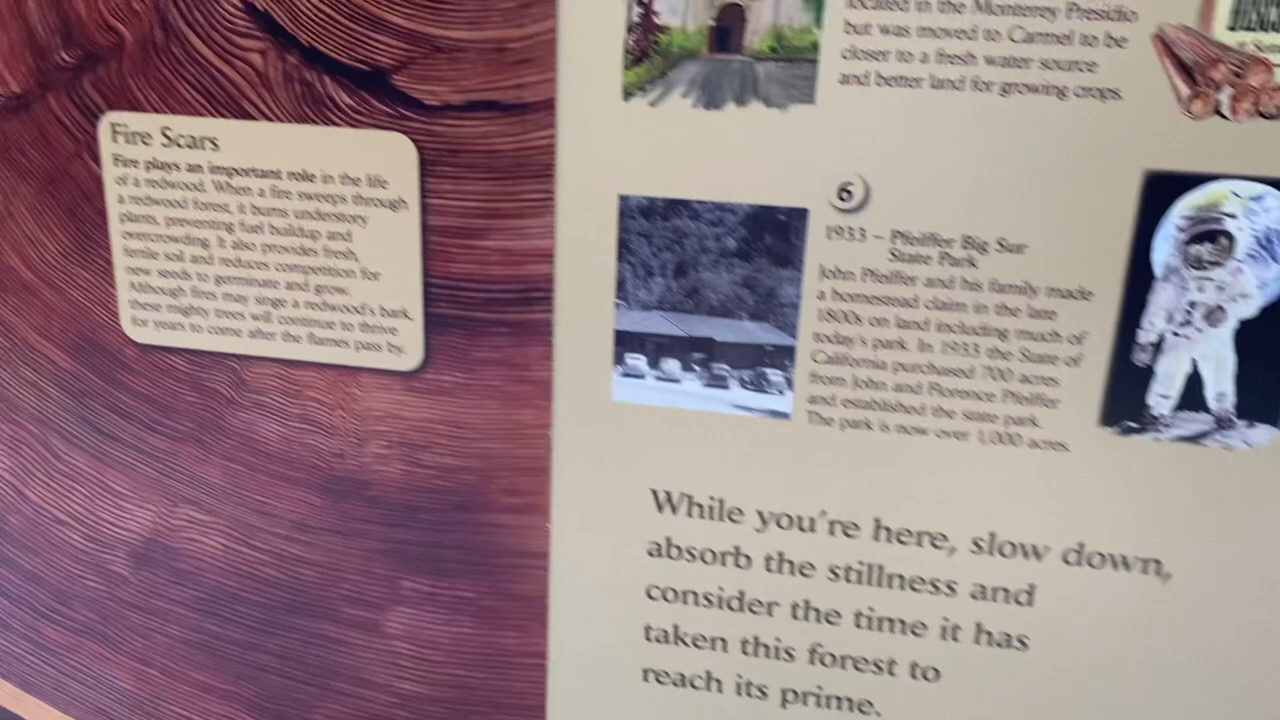 Fire Scars
Fire plays an important role in the life
of a redwood. When a fire sweeps through
a redwood forest, it burns understory
plants, preventing fuel buildup and
overcrowding. It also provides fresh,
fertile soil and reduces competition for
new seeds to germinate and grow.
Although fires may singe a redwood's bark,
these mighty trees will continue to thrive
for years to come after the flames pass by.
located in the Monterey Presidio
but was moved to Carmel to be
closer to a fresh water source
and better land for growing crops.
6
1933 – Pfeiffer Big Sur
State Park
John Pfeiffer and his family made
a homestead claim in the late
1800s on land including much of
today's park. In 1933 the State of
California purchased 700 acres
from John and Florence Pfeiffer
and established the state park.
The park is now over 1,000 acres.
While you're here, slow down,
absorb the stillness and
consider the time it has
taken this forest to
reach its prime.